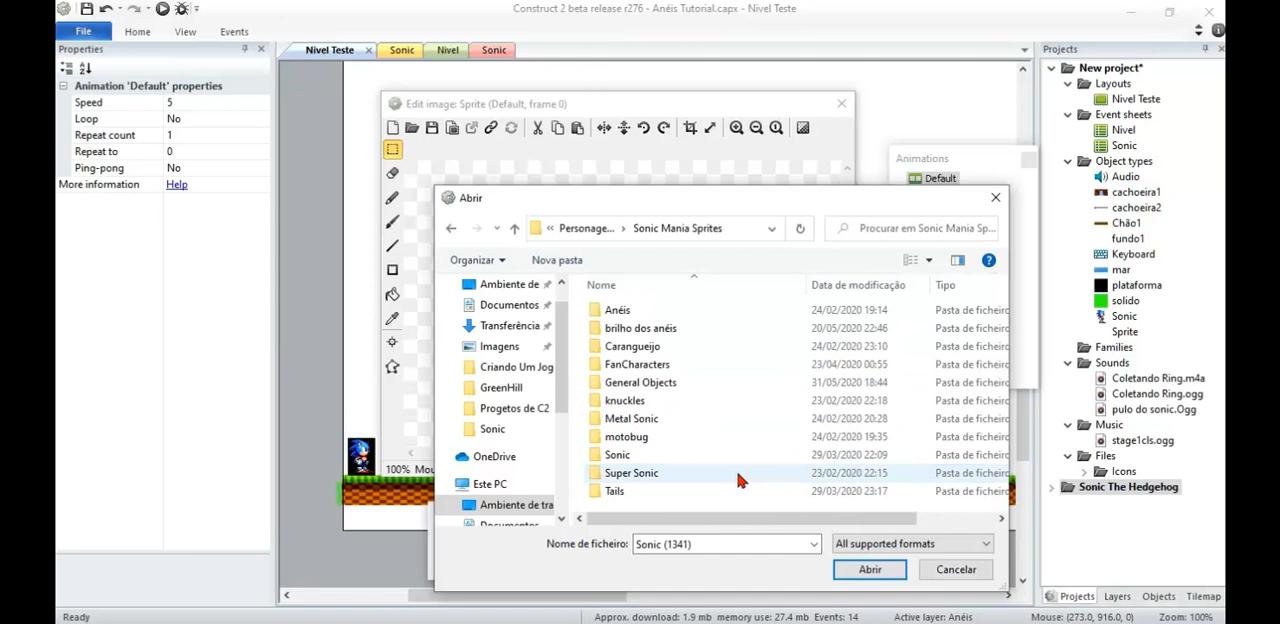 Construct 2 beta release r276 - Anéis Tutorial.capx - Nivel Teste
File Home View Events
Properties
Nivel Teste
Sonic
Nivel
Sonic
Projects
Animation 'Default' properties
Speed 5
Loop No
Repeat count 1
Repeat to 0
Ping-pong No
More information Help
Edit image: Sprite (Default, frame 0)
Animations
Default
Abrir
Personage...
Sonic Mania Sprites
Procurar em Sonic Mania Sp...
Organizar
Nova pasta
Ambiente de
Documentos
Transferência
Imagens
Criando Um Jog
GreenHill
Progetos de C2
Sonic
OneDrive
Este PC
Ambiente de tra
Documentos
Nome Data de modificação Tipo
Anéis 24/02/2020 19:14 Pasta de ficheiro
brilho dos anéis 20/05/2020 22:46 Pasta de ficheiro
Carangueijo 24/02/2020 23:10 Pasta de ficheiro
FanCharacters 23/04/2020 00:55 Pasta de ficheiro
General Objects 31/05/2020 18:44 Pasta de ficheiro
knuckles 23/02/2020 22:18 Pasta de ficheiro
Metal Sonic 24/02/2020 20:28 Pasta de ficheiro
motobug 24/02/2020 19:35 Pasta de ficheiro
Sonic 29/03/2020 22:09 Pasta de ficheiro
Super Sonic 23/02/2020 22:15 Pasta de ficheiro
Tails 29/03/2020 23:17 Pasta de ficheiro
Nome de ficheiro: Sonic (1341) All supported formats
Abrir Cancelar
100% Mou
New project*
Layouts
Nivel Teste
Event sheets
Nivel
Sonic
Object types
Audio
cachoeira1
cachoeira2
Chão1
fundo1
Keyboard
mar
plataforma
solido
Sonic
Sprite
Families
Sounds
Coletando Ring.m4a
Coletando Ring.ogg
pulo do sonic.Ogg
Music
stage1cls.ogg
Files
Icons
Sonic The Hedgehog
Projects Layers Objects Tilemap
Ready
Approx. download: 1.9 mb memory use: 27.4 mb Events: 14 Active layer: Anéis Mouse: (273.0, 916.0, 0) Zoom: 100%